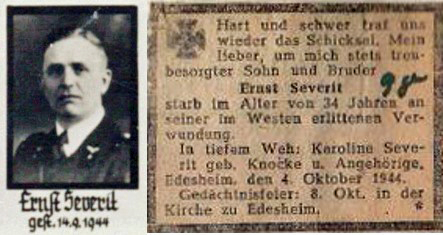 Ernst Severit
gest. 14.9.1944
Hart und schwer traf uns
wieder das Schicksal. Mein
lieber, um mich stets treu-
besorgter Sohn und Bruder
Ernst Severit
starb im Alter von 34 Jahren an
seiner im Westen erlittenen Ver-
wundung.
In tiefem Weh: Karoline Seve-
rit geb. Knocke u. Angehörige.
Edesheim, den 4. Oktober 1944.
Gedächtnisfeier: 8. Okt. in der
Kirche zu Edesheim. *